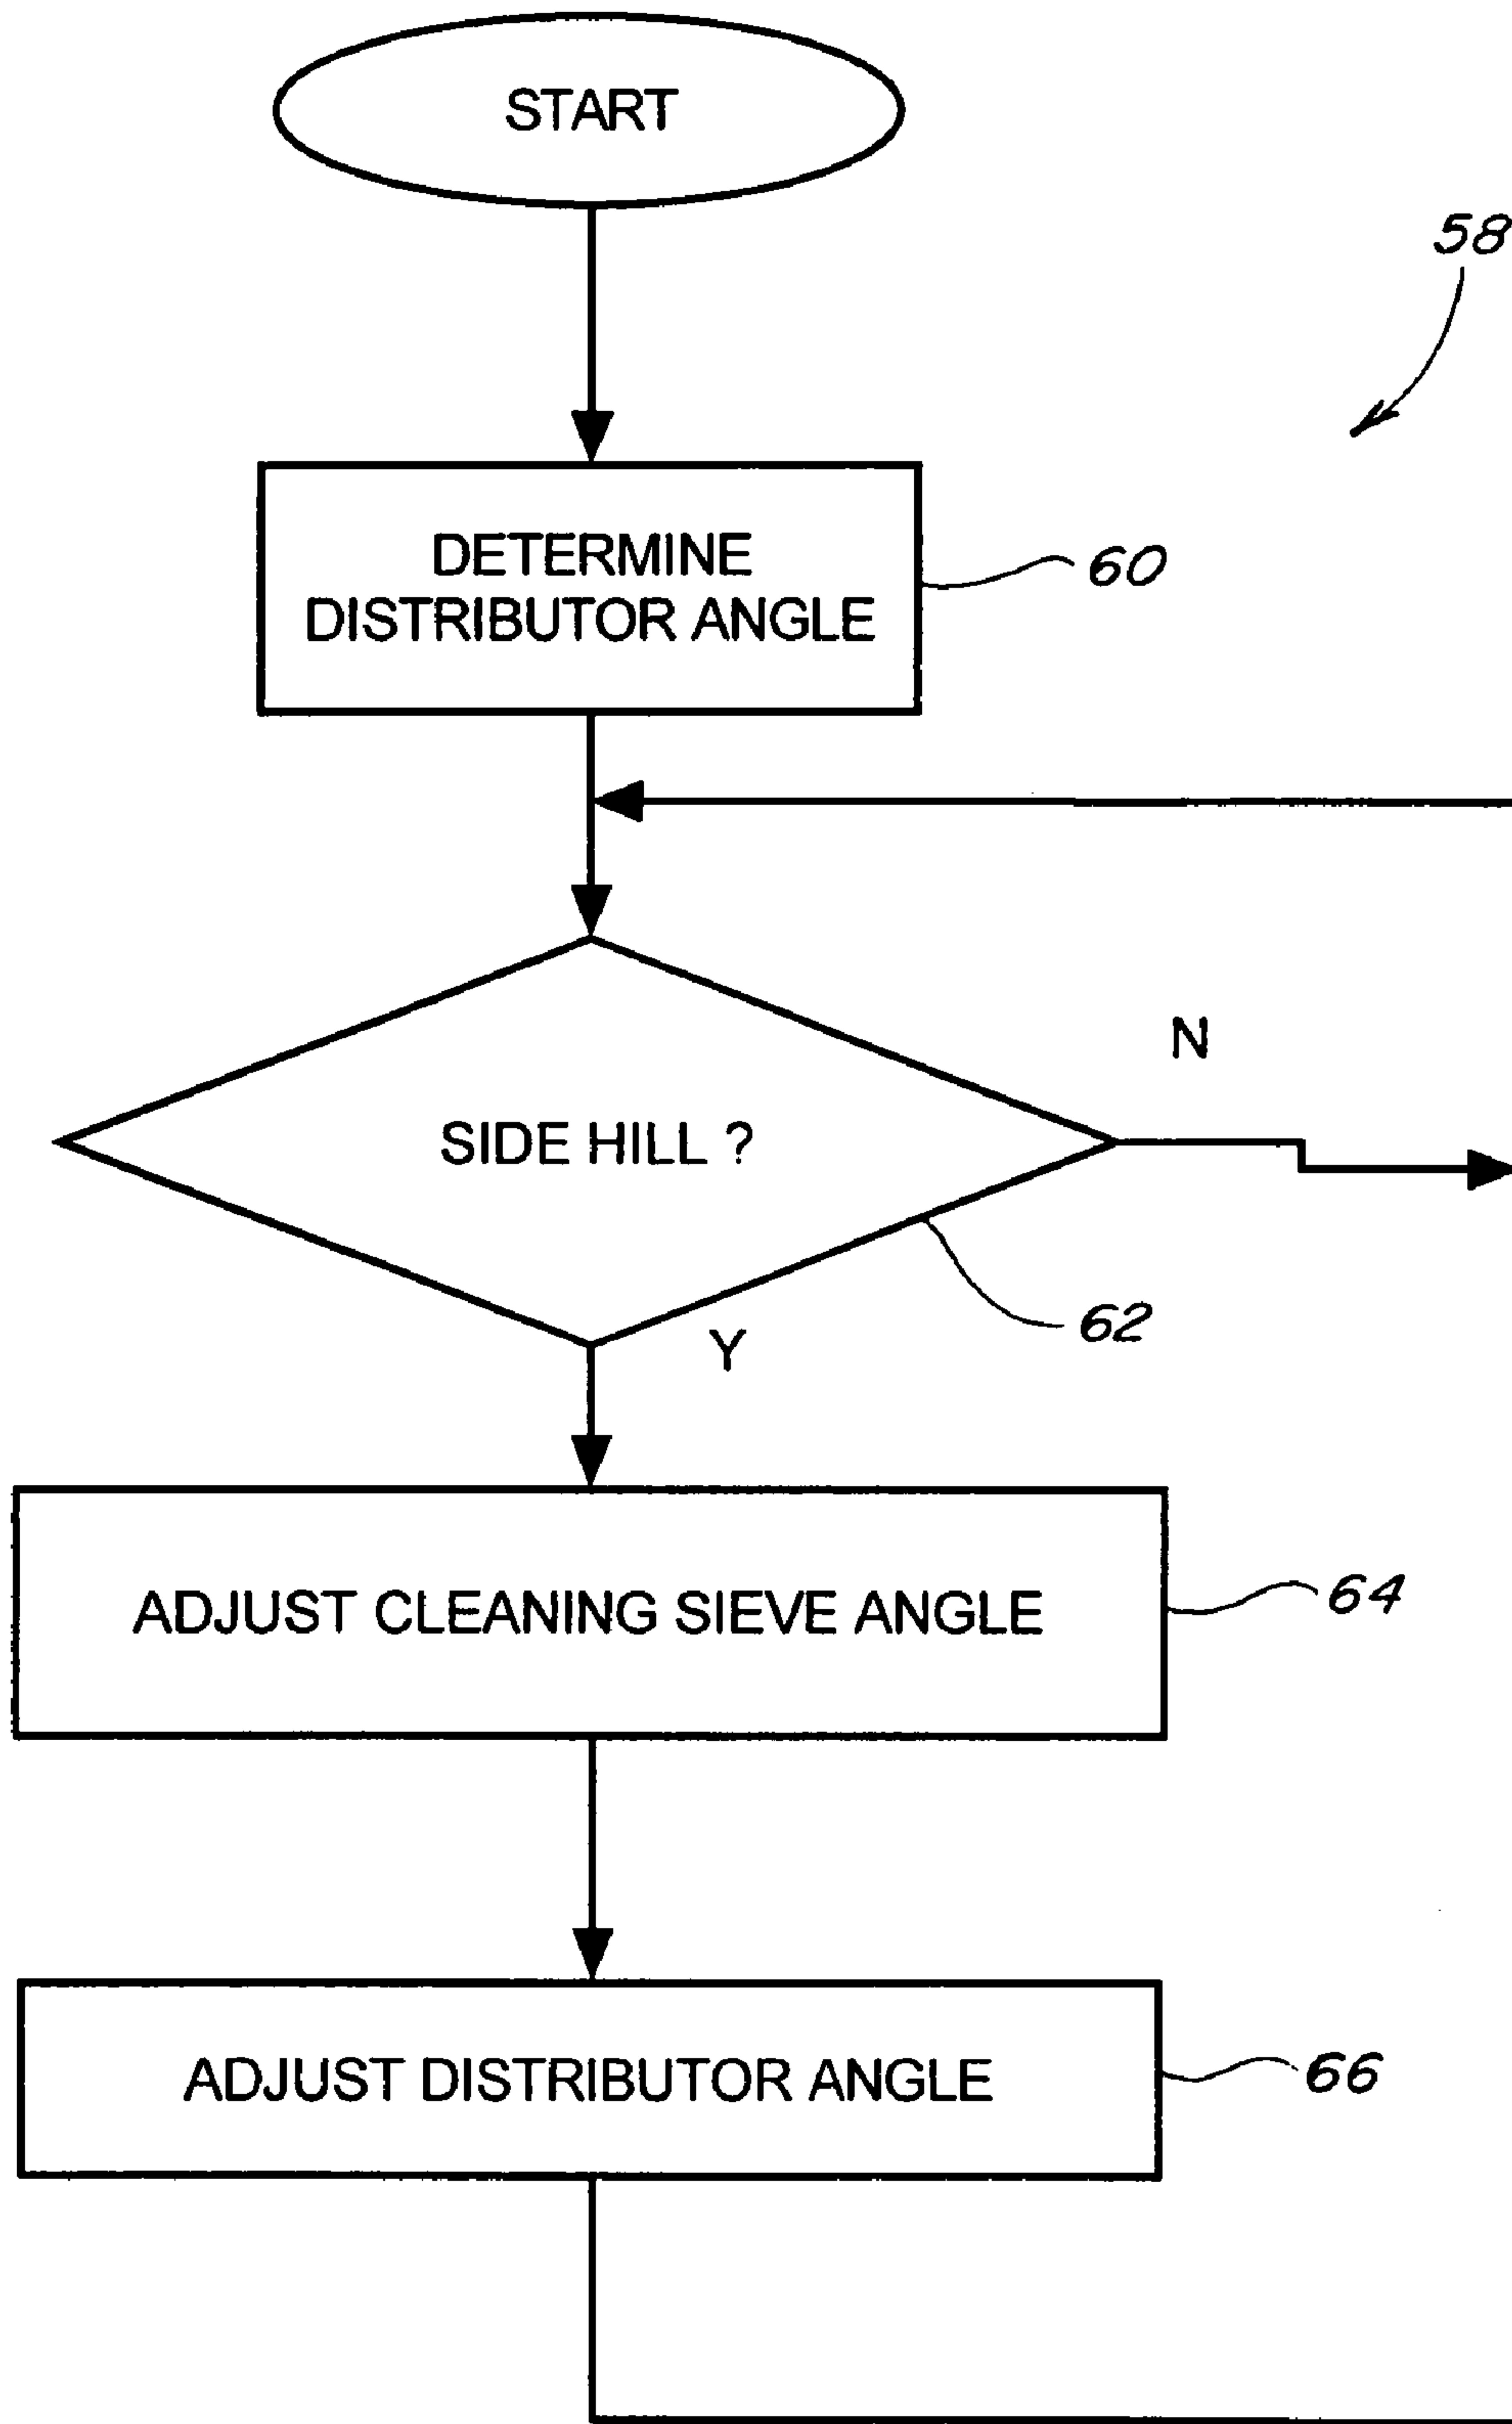 START
58
DETERMINE
DISTRIBUTOR ANGLE
60
N
SIDE HILL ?
62
Y
ADJUST CLEANING SIEVE ANGLE
64
ADJUST DISTRIBUTOR ANGLE
66